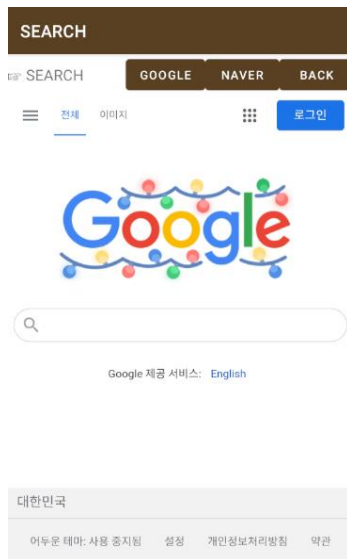 SEARCH
☞ SEARCH GOOGLE NAVER BACK
전체 이미지 로그인
Google
Google 제공 서비스: English
대한민국
어두운 테마: 사용 중지됨 설정 개인정보처리방침 약관